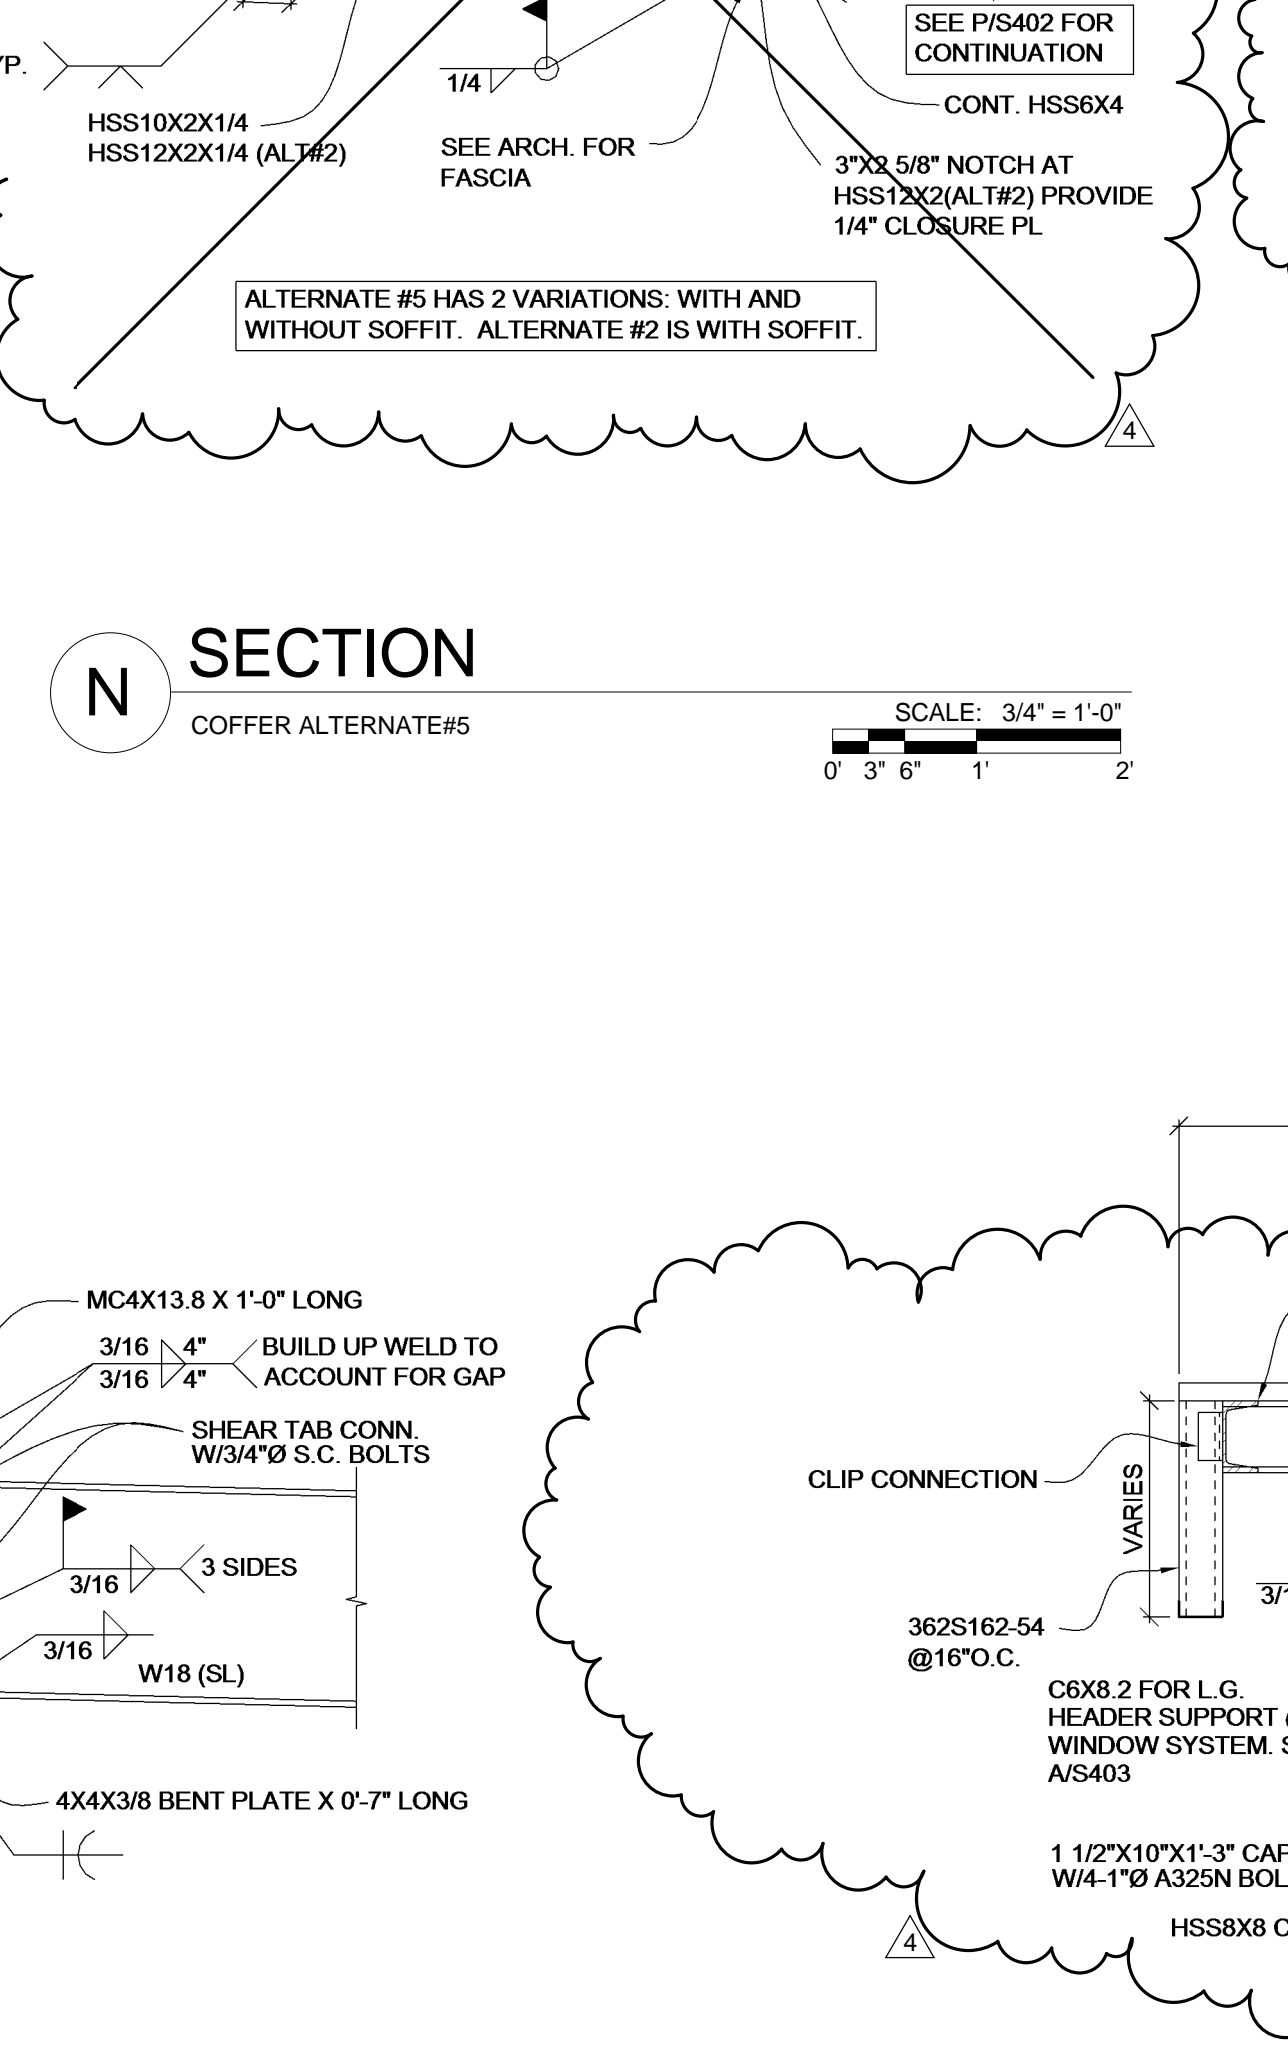 SEE P/S402 FOR
CONTINUATION
YP.
1/4
CONT. HSS6X4
HSS10X2X1/4
HSS12X2X1/4 (ALT#2)
SEE ARCH. FOR
FASCIA
3"X2 5/8" NOTCH AT
HSS12X2(ALT#2) PROVIDE
1/4" CLOSURE PL
ALTERNATE #5 HAS 2 VARIATIONS: WITH AND
WITHOUT SOFFIT. ALTERNATE #2 IS WITH SOFFIT.
4
N
SECTION
COFFER ALTERNATE#5
SCALE: 3/4" = 1'-0"
0' 3" 6" 1' 2'
MC4X13.8 X 1'-0" LONG
3/16 4"
3/16 4"
BUILD UP WELD TO
ACCOUNT FOR GAP
SHEAR TAB CONN.
W/3/4"Ø S.C. BOLTS
3/16
3 SIDES
3/16
W18 (SL)
4X4X3/8 BENT PLATE X 0'-7" LONG
CLIP CONNECTION
VARIES
362S162-54
@16"O.C.
3/1
C6X8.2 FOR L.G.
HEADER SUPPORT
WINDOW SYSTEM. S
A/S403
1 1/2"X10"X1'-3" CAP
W/4-1"Ø A325N BOL
HSS8X8 C
4